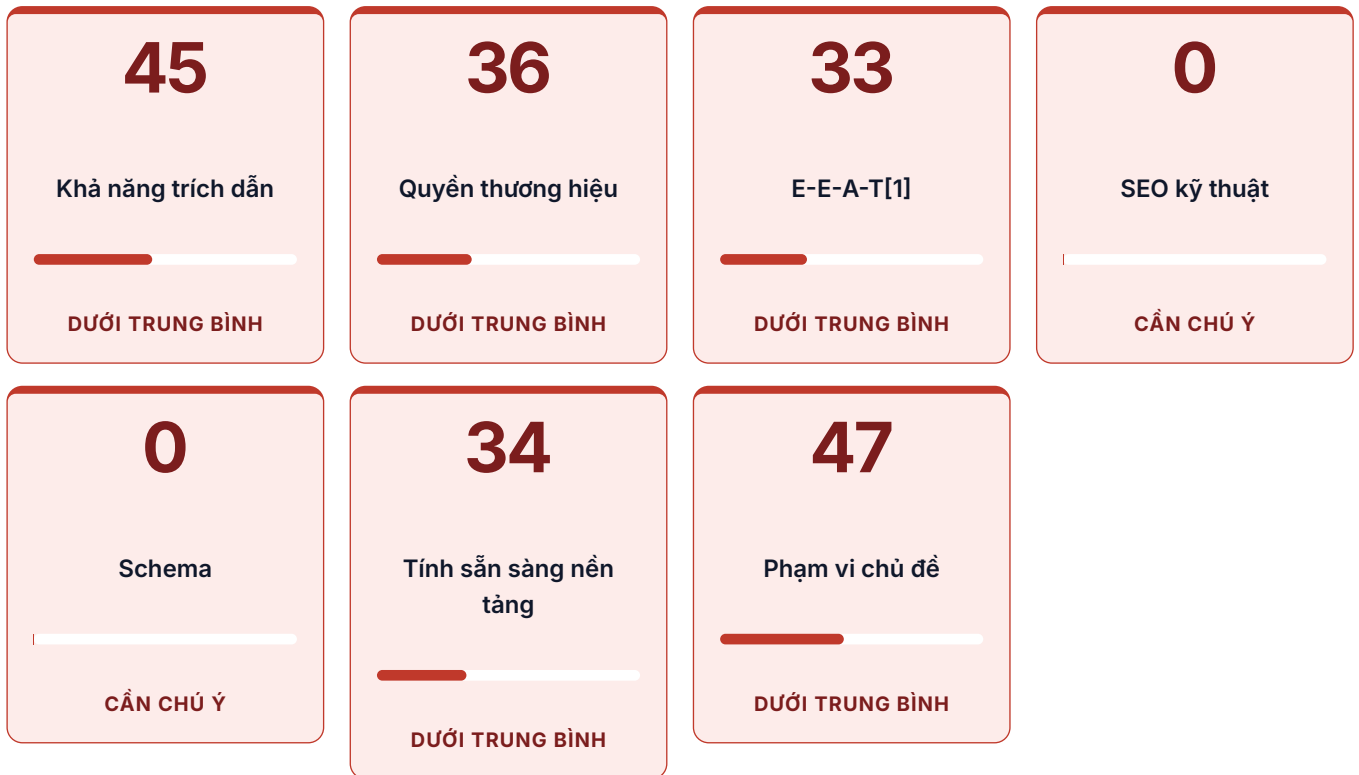 45
Khả năng trích dẫn
DƯỚI TRUNG BÌNH
36
Quyền thương hiệu
DƯỚI TRUNG BÌNH
33
E-E-A-T[1]
DƯỚI TRUNG BÌNH
0
SEO kỹ thuật
CẦN CHÚ Ý
0
Schema
CẦN CHÚ Ý
34
Tính sẵn sàng nền
tảng
DƯỚI TRUNG BÌNH
47
Phạm vi chủ đề
DƯỚI TRUNG BÌNH